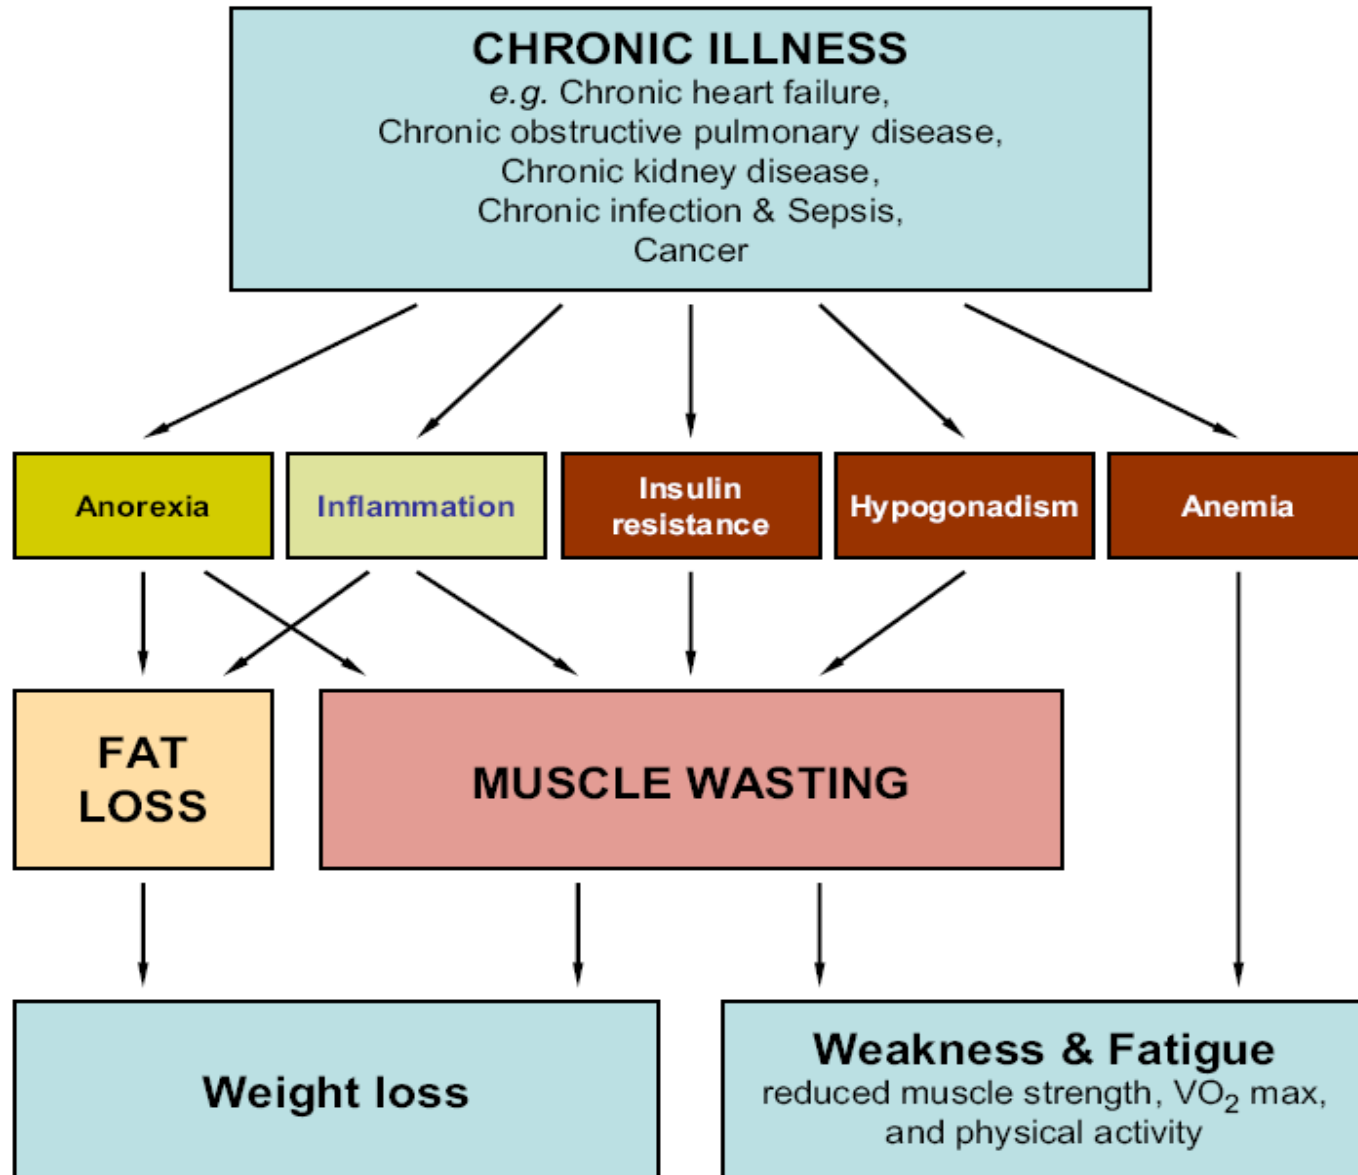 CHRONIC ILLNESS
e.g. Chronic heart failure,
Chronic obstructive pulmonary disease,
Chronic kidney disease,
Chronic infection & Sepsis,
Cancer
Anorexia
Inflammation
Insulin
resistance
Hypogonadism
Anemia
FAT
LOSS
MUSCLE WASTING
Weight loss
Weakness & Fatigue
reduced muscle strength, VO₂ max,
and physical activity